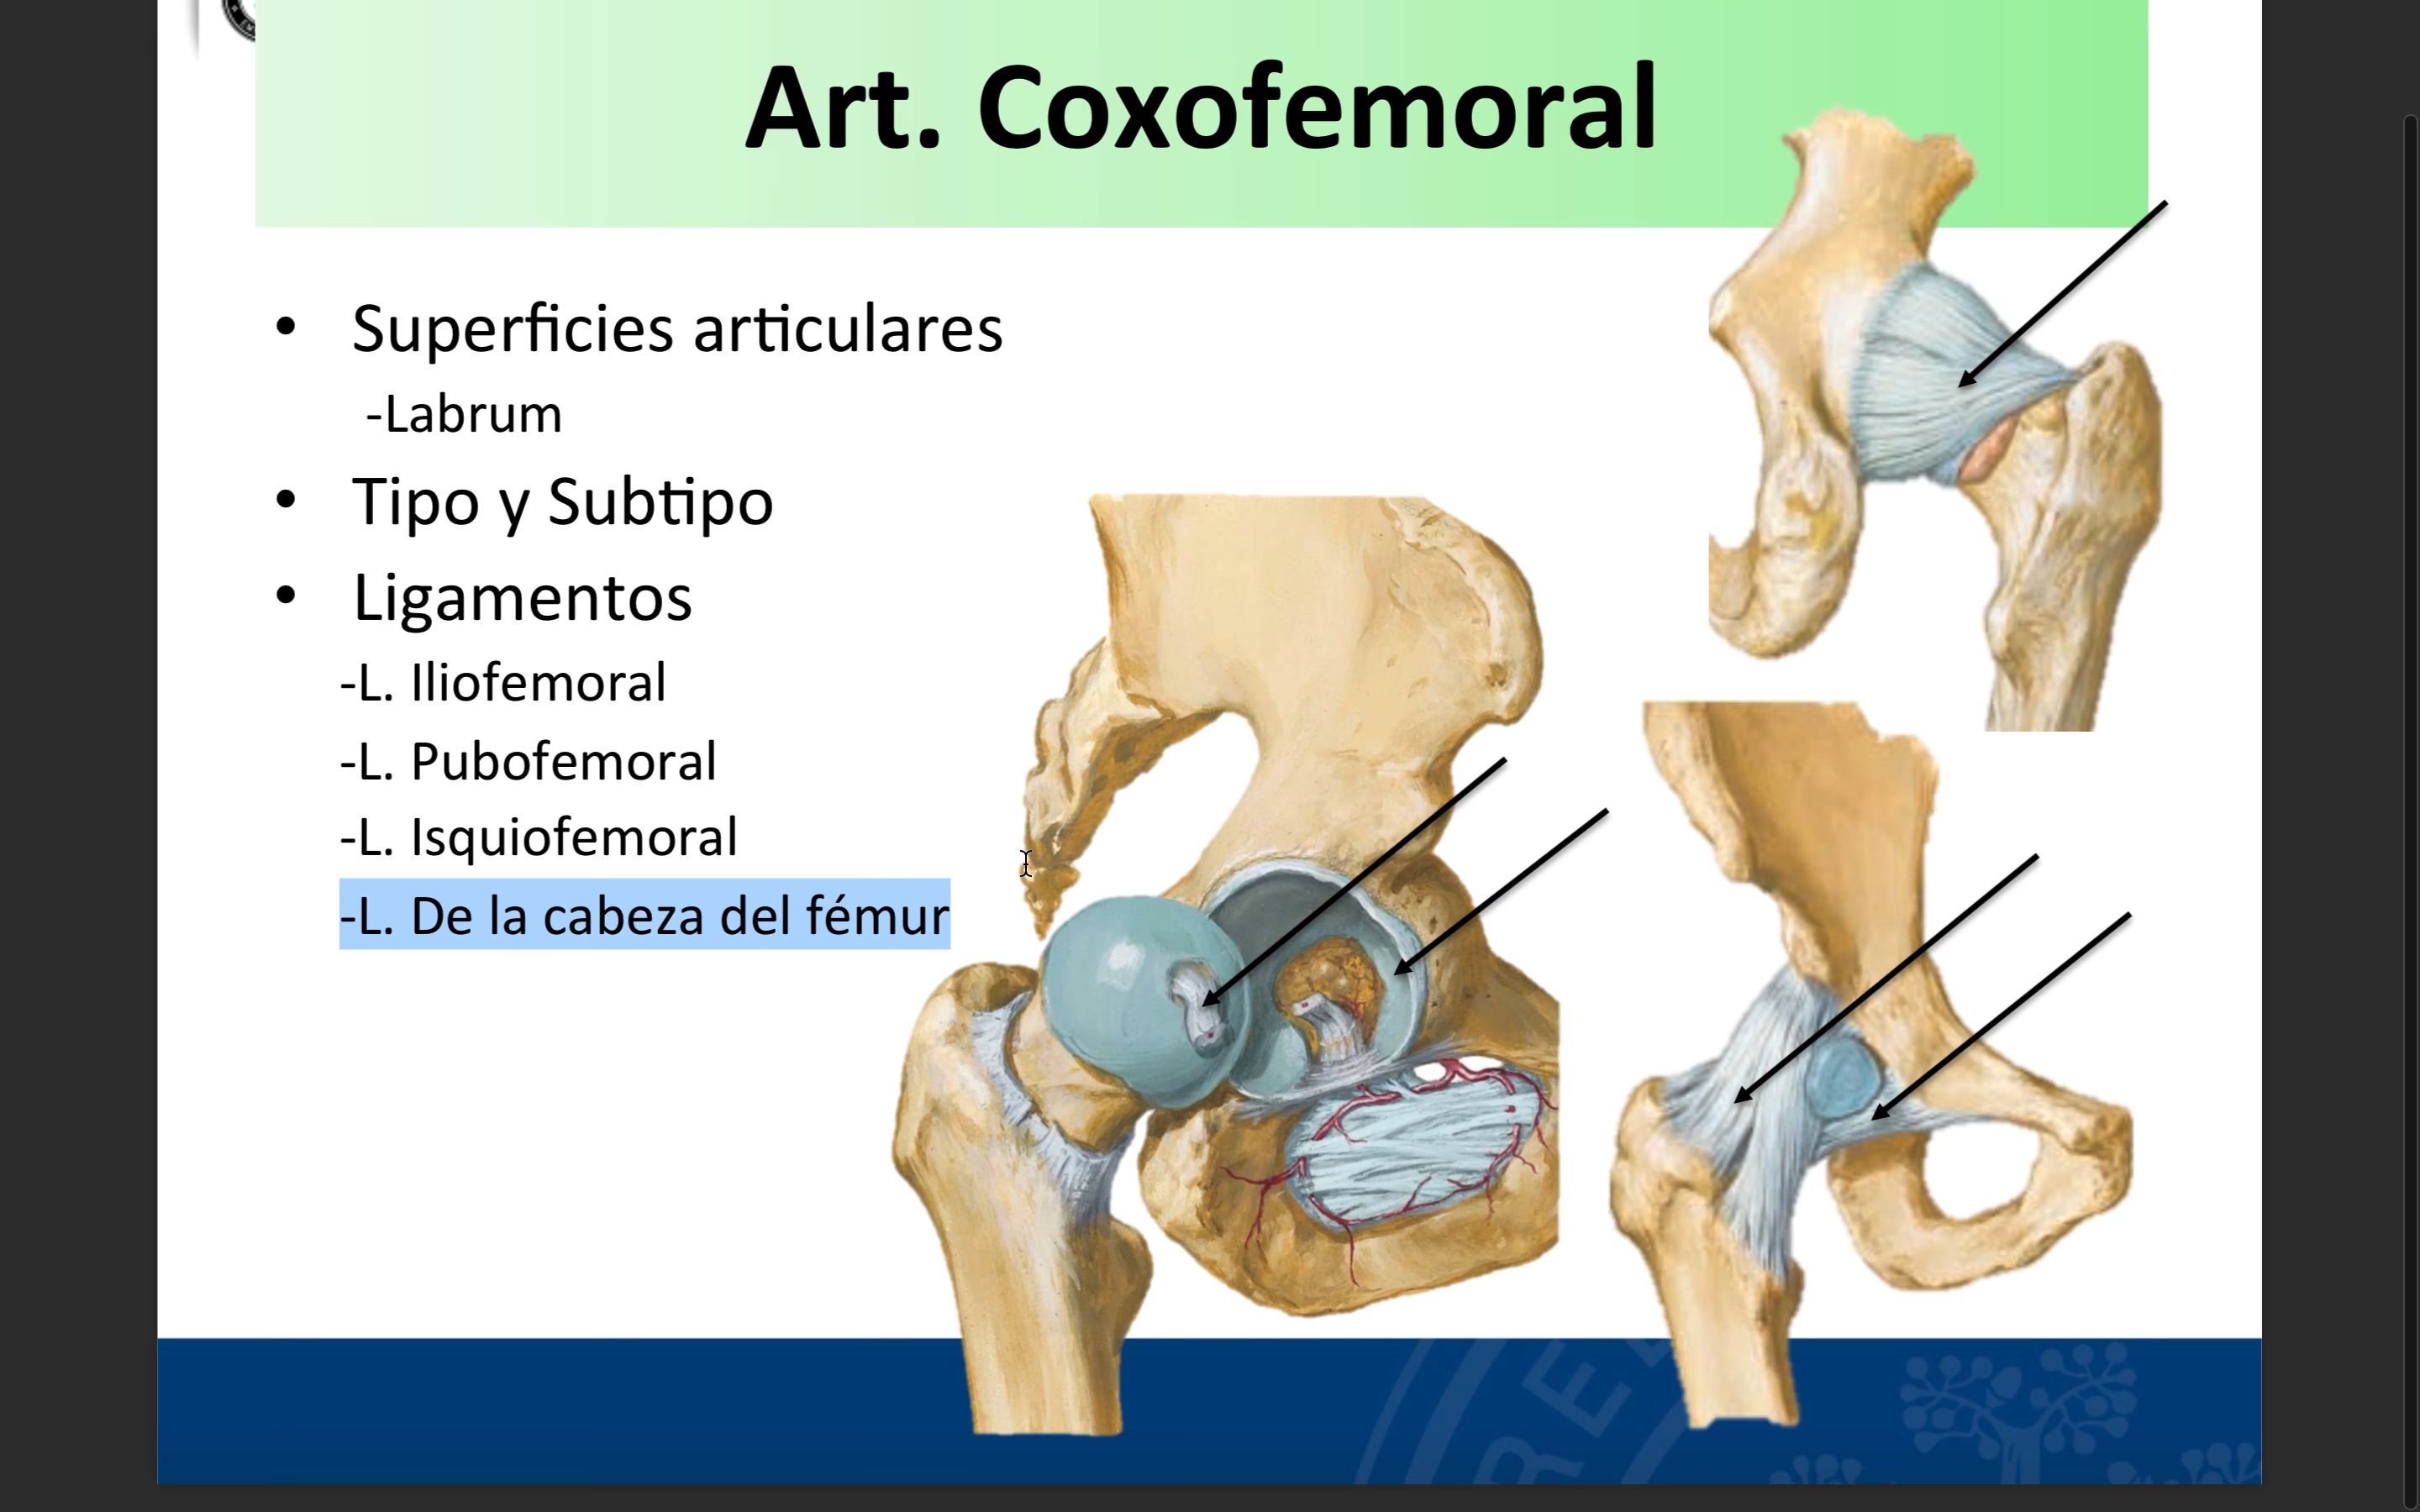 Art. Coxofemoral
• Superficies articulares
-Labrum
• Tipo y Subtipo
• Ligamentos
-L. Iliofemoral
-L. Pubofemoral
-L. Isquiofemoral
-L. De la cabeza del fémur